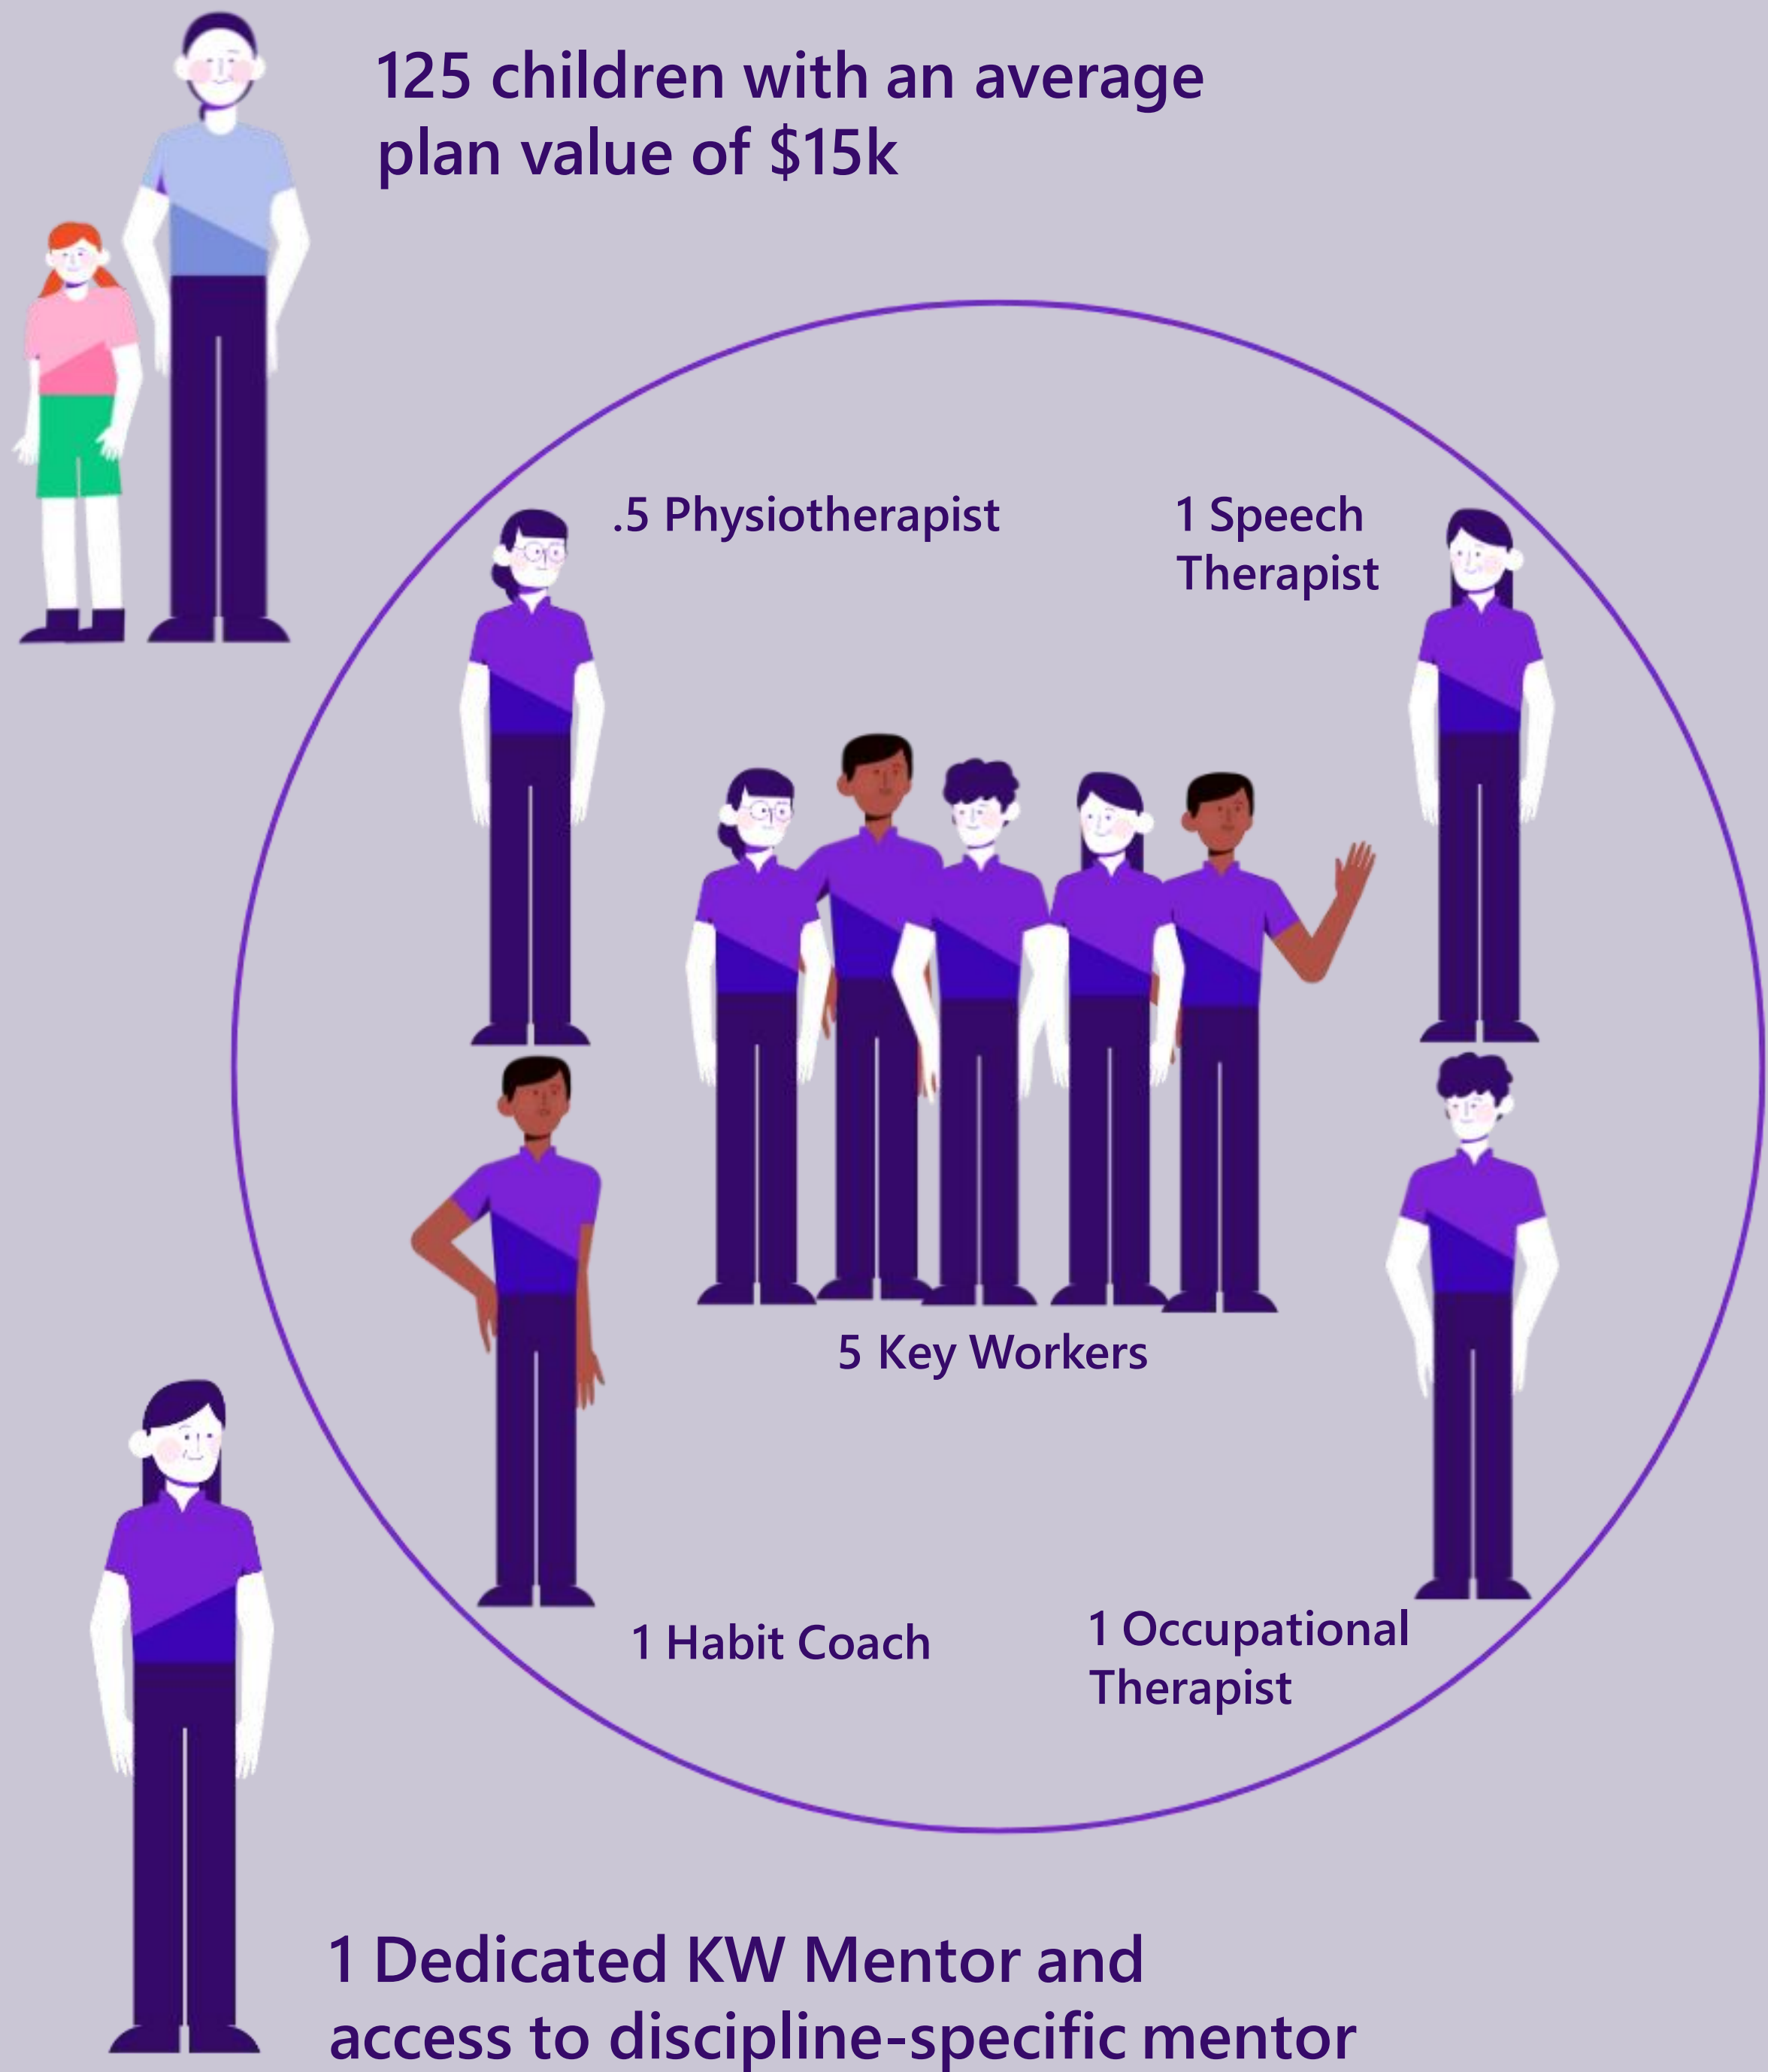 125 children with an average
plan value of $15k
.5 Physiotherapist
1 Speech
Therapist
5 Key Workers
1 Habit Coach
1 Occupational
Therapist
1 Dedicated KW Mentor and
access to discipline-specific mentor